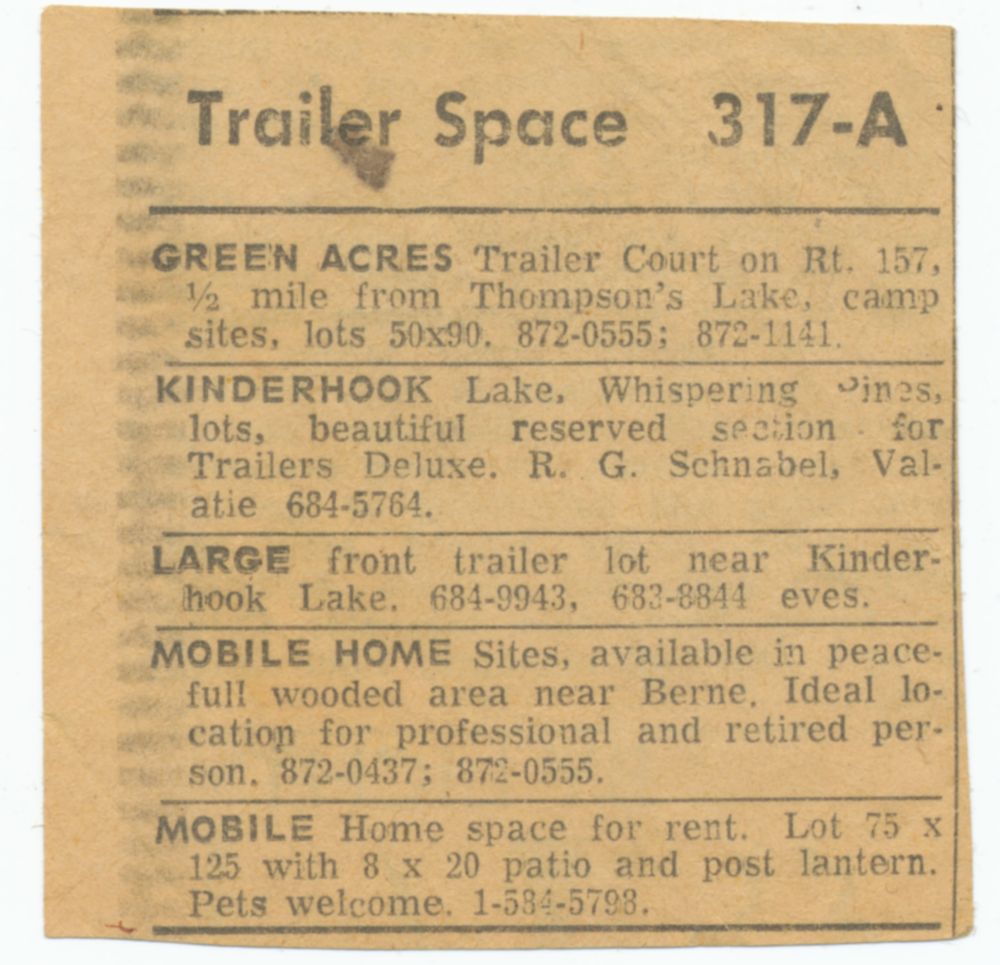 Trailer Space 317-A
GREEN ACRES Trailer Court on Rt. 157,
½ mile from Thompson's Lake, camp
sites, lots 50x90. 872-0555; 872-1141.
KINDERHOOK Lake, Whispering Pines,
lots, beautiful reserved section for
Trailers Deluxe. R. G. Schnabel, Val-
atie 684-5764.
LARGE front trailer lot near Kinder-
hook Lake. 684-9943, 683-8844 eves.
MOBILE HOME Sites, available in peace-
full wooded area near Berne. Ideal lo-
cation for professional and retired per-
son. 872-0437; 872-0555.
MOBILE Home space for rent. Lot 75 x
125 with 8 x 20 patio and post lantern.
Pets welcome. 1-584-5798.